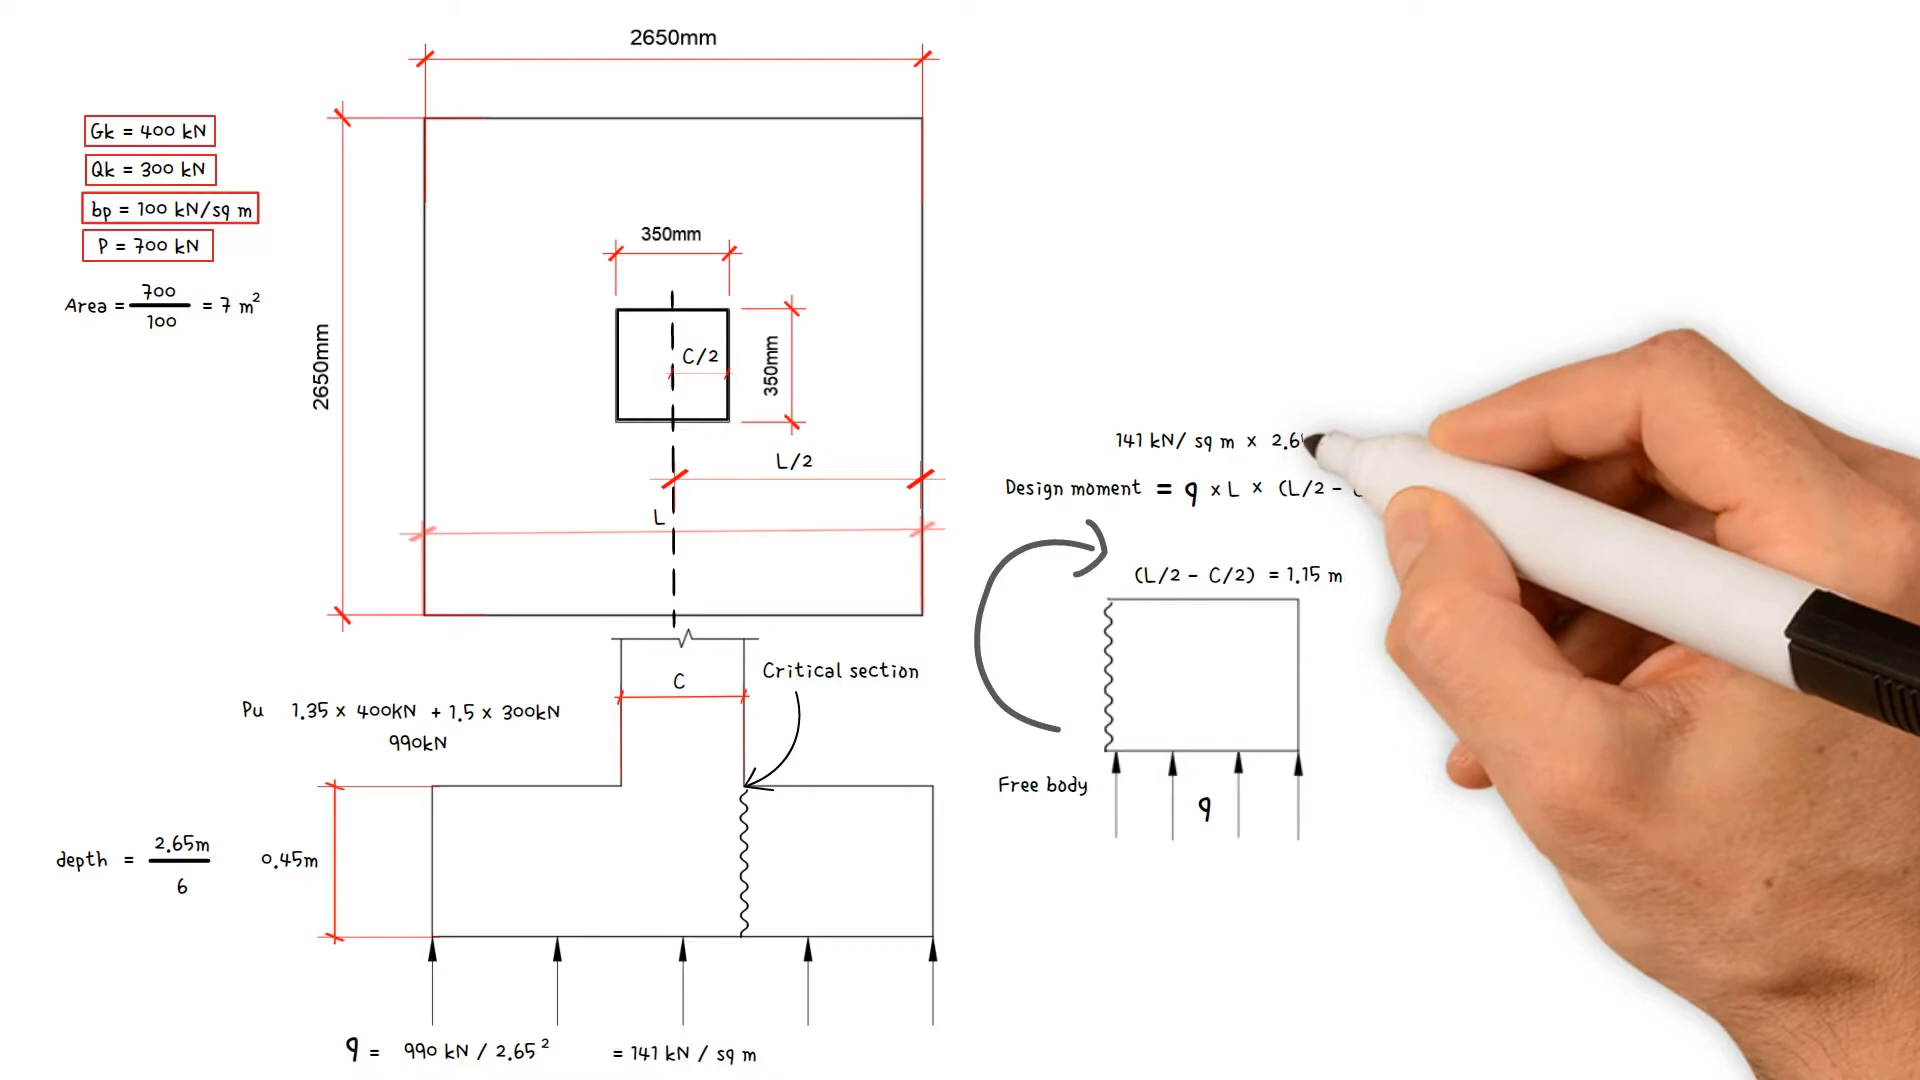 2650mm
Gk = 400 kN
Qk = 300 kN
bp = 100 kN/sq m
P = 700 kN
Area = 700 / 100 = 7 m²
2650mm
350mm
C/2
350mm
L/2
L
141 kN/ sq m x 2.6
Design moment = q x L x (L/2 -
(L/2 - C/2) = 1.15 m
C
Critical section
Pu 1.35 x 400kN + 1.5 x 300kN
990kN
Free body
q
depth = 2.65m / 6 0.45m
q = 990 kN / 2.65² = 141 kN / sq m